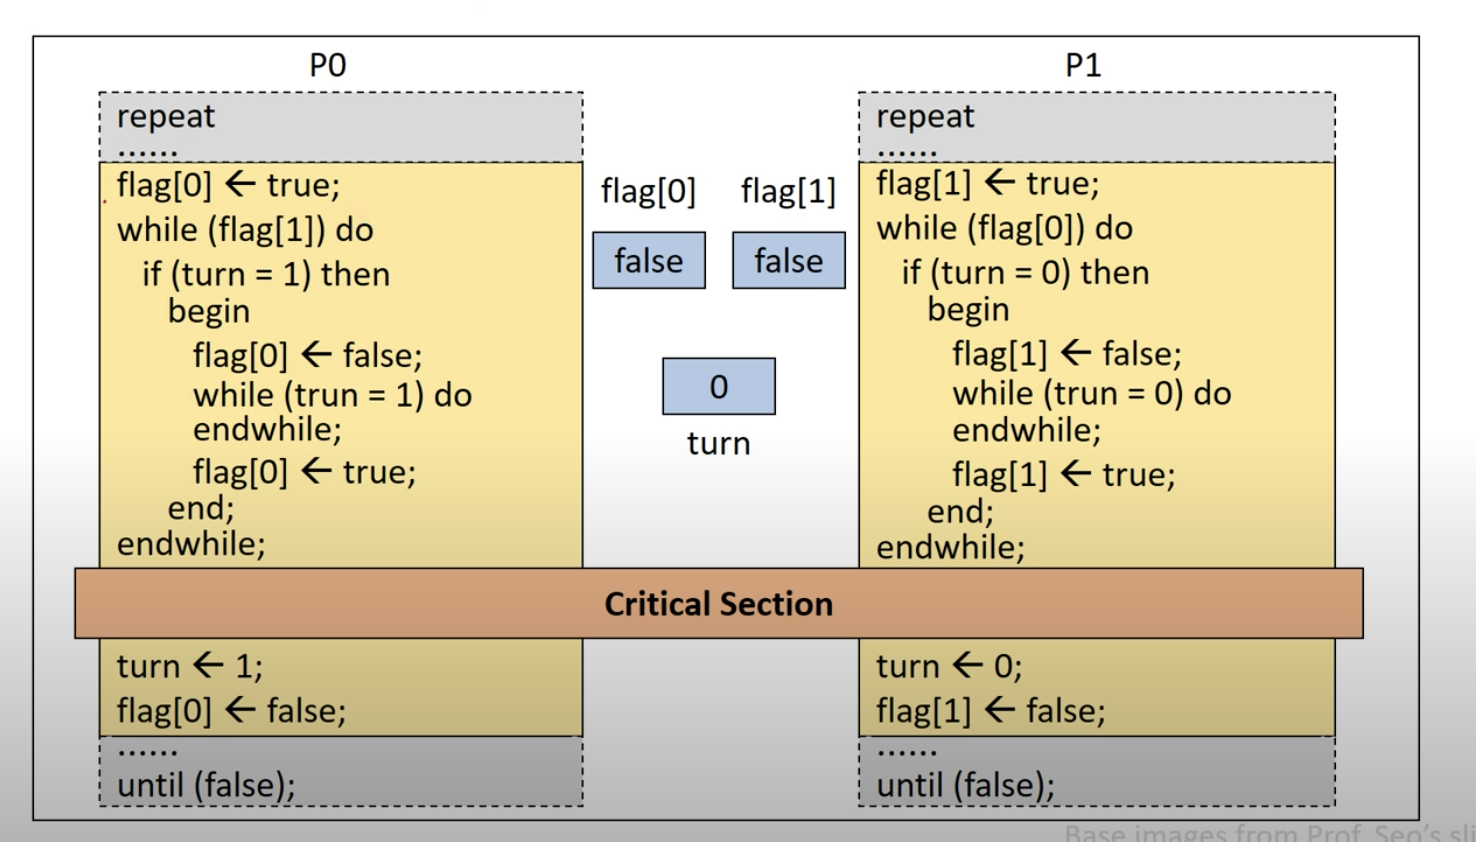 P0
repeat
......
flag[0] ← true;
while (flag[1]) do
if (turn = 1) then
begin
flag[0] ← false;
while (trun = 1) do
endwhile;
flag[0] ← true;
end;
endwhile;
flag[0] flag[1]
false false
0
turn
P1
repeat
......
flag[1] ← true;
while (flag[0]) do
if (turn = 0) then
begin
flag[1] ← false;
while (trun = 0) do
endwhile;
flag[1] ← true;
end;
endwhile;
Critical Section
turn ← 1;
flag[0] ← false;
......
until (false);
turn ← 0;
flag[1] ← false;
......
until (false);
Base images from Prof. Seo's sli